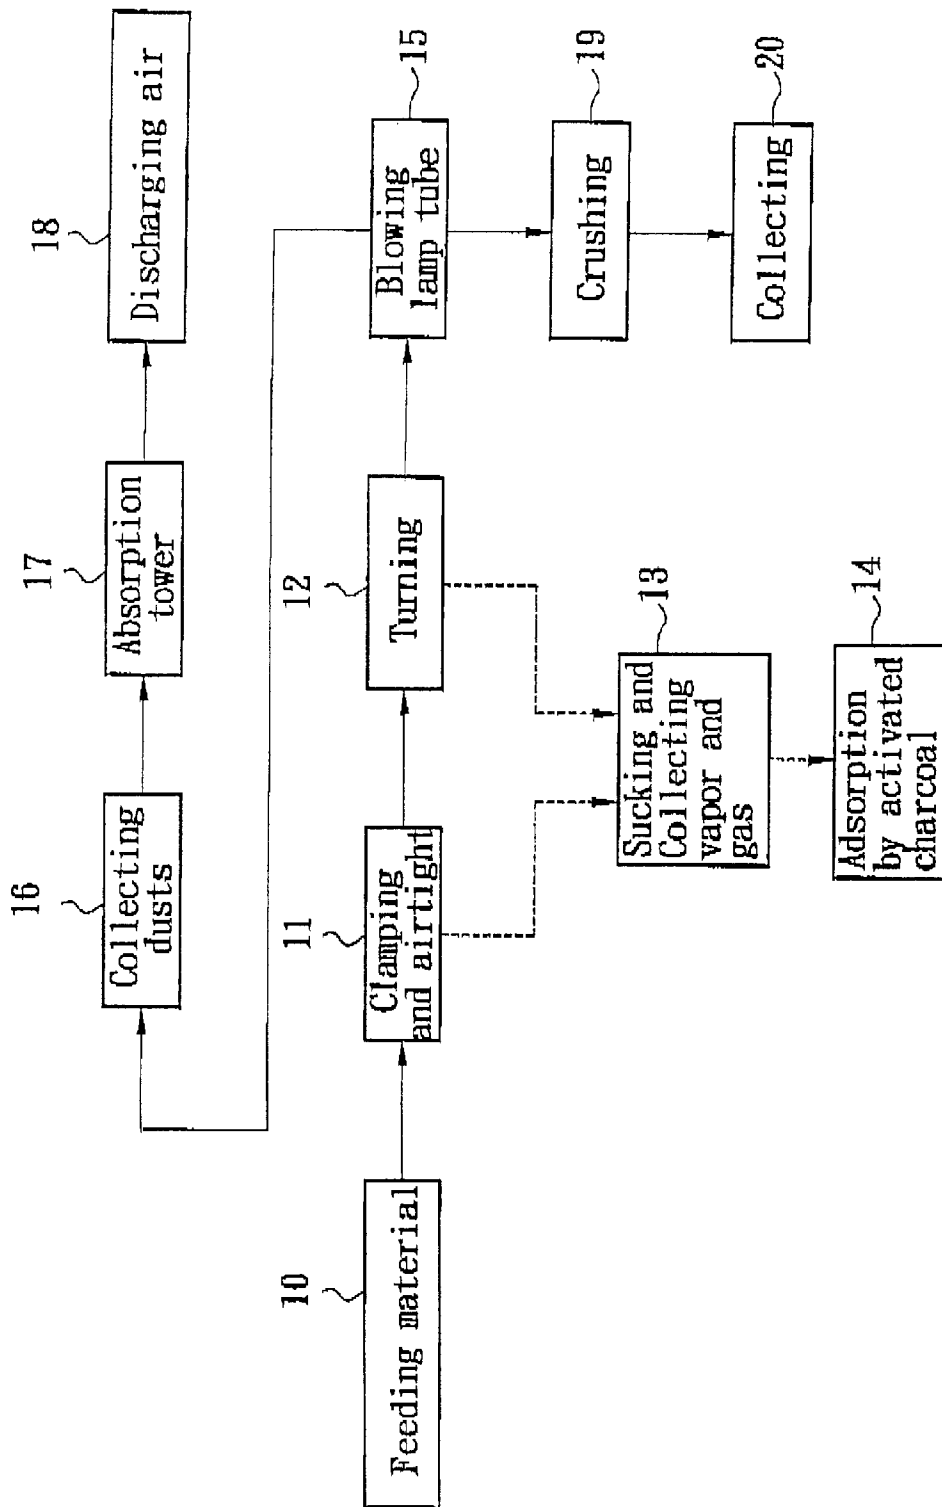 18
Discharging air
17
Absorption
tower
16
Collecting
dusts
10
Feeding material
11
Clamping
and airtight
12
Turning
15
Blowing
lamp tube
13
Sucking and
Collecting
vapor and
gas
14
Adsorption
by activated
charcoal
19
Crushing
20
Collecting